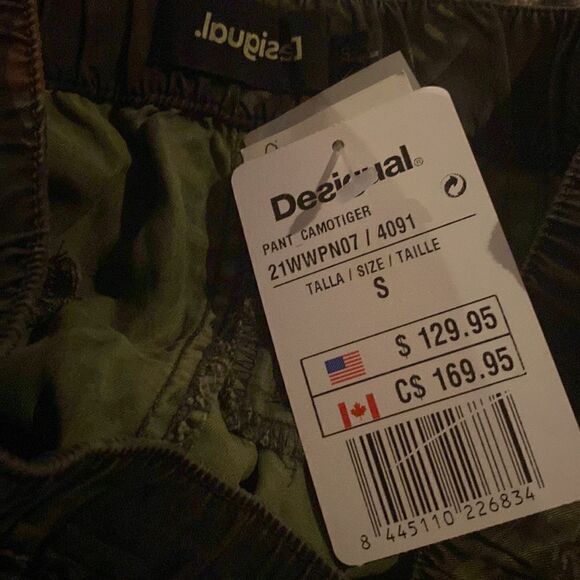 Desigual.
Desigual®
PANT_CAMOTIGER
21WWPN07 / 4091
TALLA / SIZE / TAILLE
S
$ 129.95
C$ 169.95
8 445110 226834